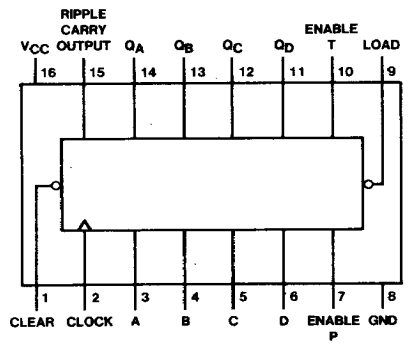 RIPPLE
CARRY
VCC OUTPUT QA QB QC QD ENABLE T LOAD
16 15 14 13 12 11 10 9
1 2 3 4 5 6 7 8
CLEAR CLOCK A B C D ENABLE P GND